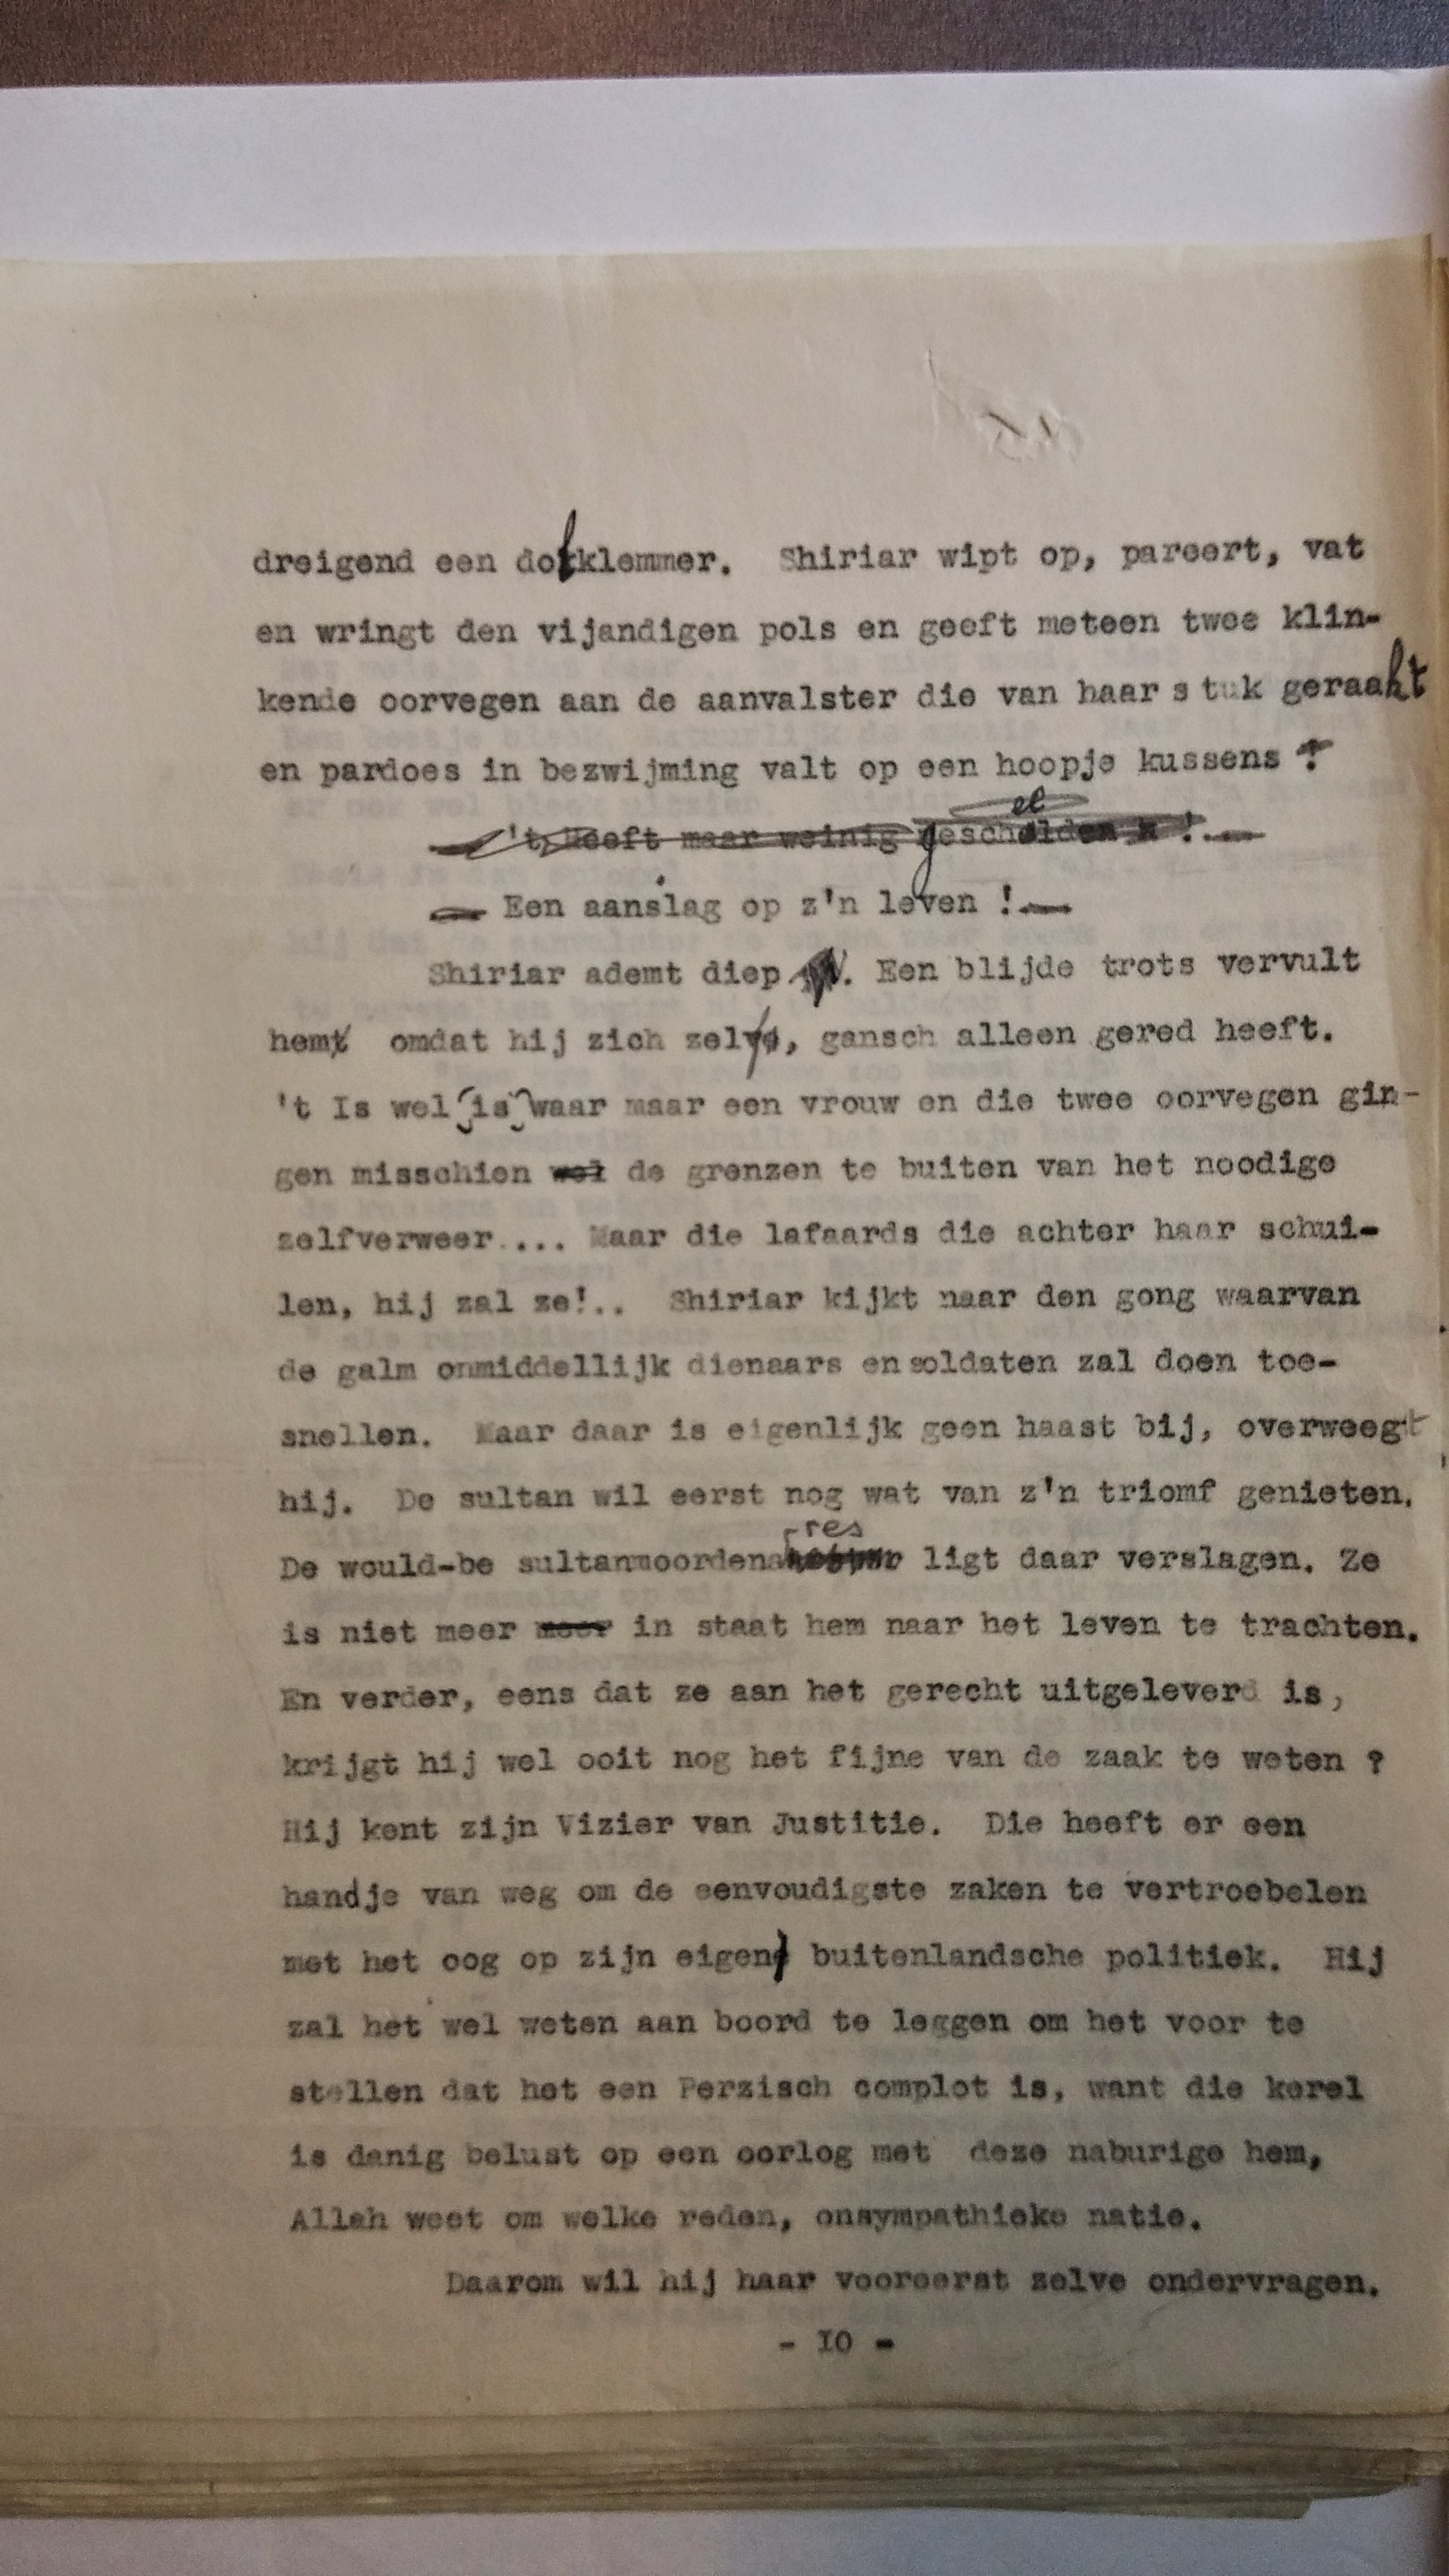 dreigend een dolklemmer. Shiriar wipt op, pareert, vat
en wringt den vijandigen pols en geeft meteen twee klin-
kende oorvegen aan de aanvalster die van haar stuk geraakt
en pardoes in bezwijming valt op een hoopje kussens
el
't Heeft maar weinig gescheelden !..
Een aanslag op z'n leven !
Shiriar ademt diep. Een blijde trots vervult
hem omdat hij zich zelf, gansch alleen gered heeft.
't Is wel is waar maar een vrouw en die twee oorvegen gin-
gen misschien wel de grenzen te buiten van het noodige
zelfverweer.... Maar die lafaards die achter haar schui-
len, hij zal ze!.. Shiriar kijkt naar den gong waarvan
de galm onmiddellijk dienaars en soldaten zal doen toe-
snellen. Maar daar is eigenlijk geen haast bij, overweegt
hij. De sultan wil eerst nog wat van z'n triomf genieten.
res
De would-be sultanmoordena ligt daar verslagen. Ze
is niet meer meer in staat hem naar het leven te trachten.
En verder, eens dat ze aan het gerecht uitgeleverd is,
krijgt hij wel ooit nog het fijne van de zaak te weten ?
Hij kent zijn Vizier van Justitie. Die heeft er een
handje van weg om de eenvoudigste zaken te vertroebelen
met het oog op zijn eigen buitenlandsche politiek. Hij
zal het wel weten aan boord te leggen om het voor te
stellen dat het een Perzisch complot is, want die kerel
is danig belust op een oorlog met deze naburige hem,
Allah weet om welke reden, onsympathieke natie.
Daarom wil hij haar vooreerst zelve ondervragen.
- IO -